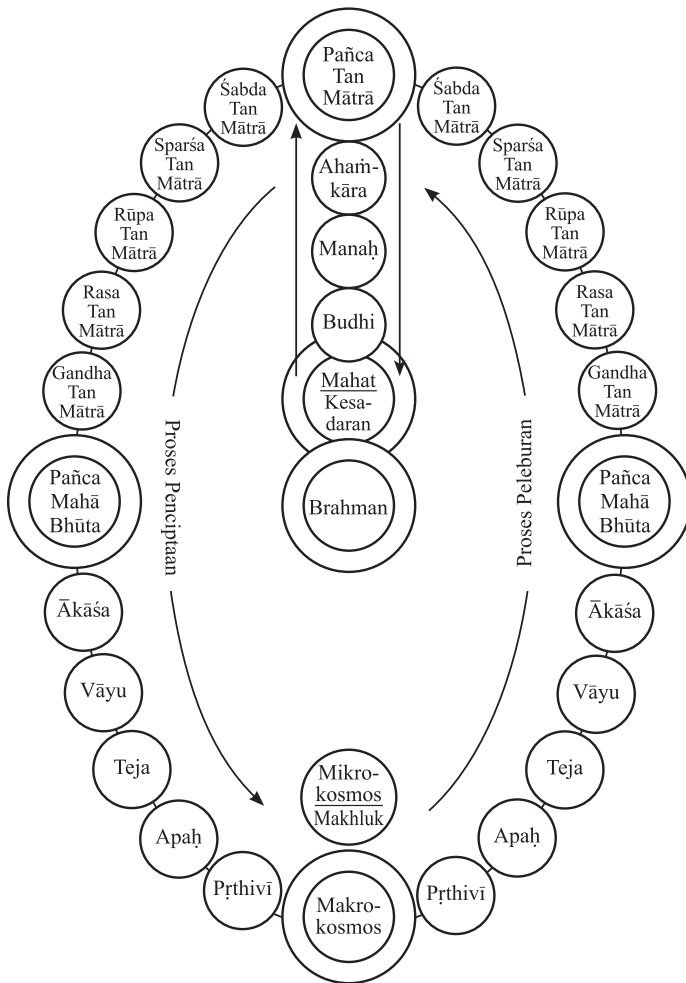 Pañca
Tan
Mātrā
Śabda
Tan
Mātrā
Sparśa
Tan
Mātrā
Rūpa
Tan
Mātrā
Rasa
Tan
Mātrā
Gandha
Tan
Mātrā
Pañca
Mahā
Bhūta
Ākāśa
Vāyu
Teja
Apaḥ
Pṛthivī
Proses Penciptaan
Ahaṁ-
kāra
Manaḥ
Budhi
Mahat
Kesa-
daran
Brahman
Mikro-
kosmos
Makhluk
Makro-
kosmos
Proses Peleburan
Śabda
Tan
Mātrā
Sparśa
Tan
Mātrā
Rūpa
Tan
Mātrā
Rasa
Tan
Mātrā
Gandha
Tan
Mātrā
Pañca
Mahā
Bhūta
Ākāśa
Vāyu
Teja
Apaḥ
Pṛthivī